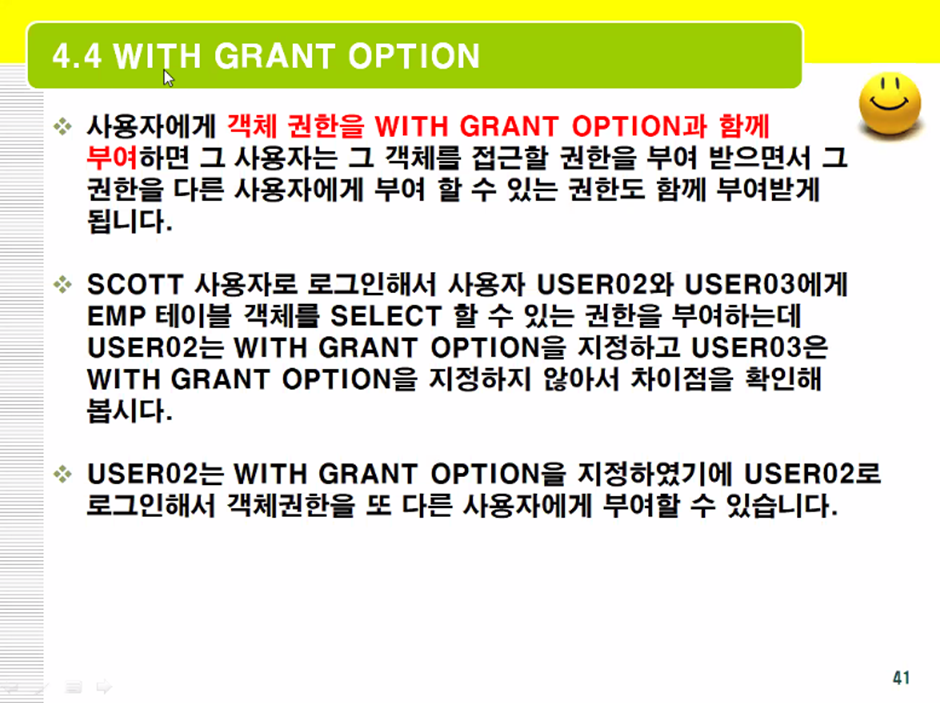 4.4 WITH GRANT OPTION
사용자에게 객체 권한을 WITH GRANT OPTION과 함께
부여하면 그 사용자는 그 객체를 접근할 권한을 부여 받으면서 그
권한을 다른 사용자에게 부여 할 수 있는 권한도 함께 부여받게
됩니다.
SCOTT 사용자로 로그인해서 사용자 USER02와 USER03에게
EMP 테이블 객체를 SELECT 할 수 있는 권한을 부여하는데
USER02는 WITH GRANT OPTION을 지정하고 USER03은
WITH GRANT OPTION을 지정하지 않아서 차이점을 확인해
봅시다.
USER02는 WITH GRANT OPTION을 지정하였기에 USER02로
로그인해서 객체권한을 또 다른 사용자에게 부여할 수 있습니다.
41